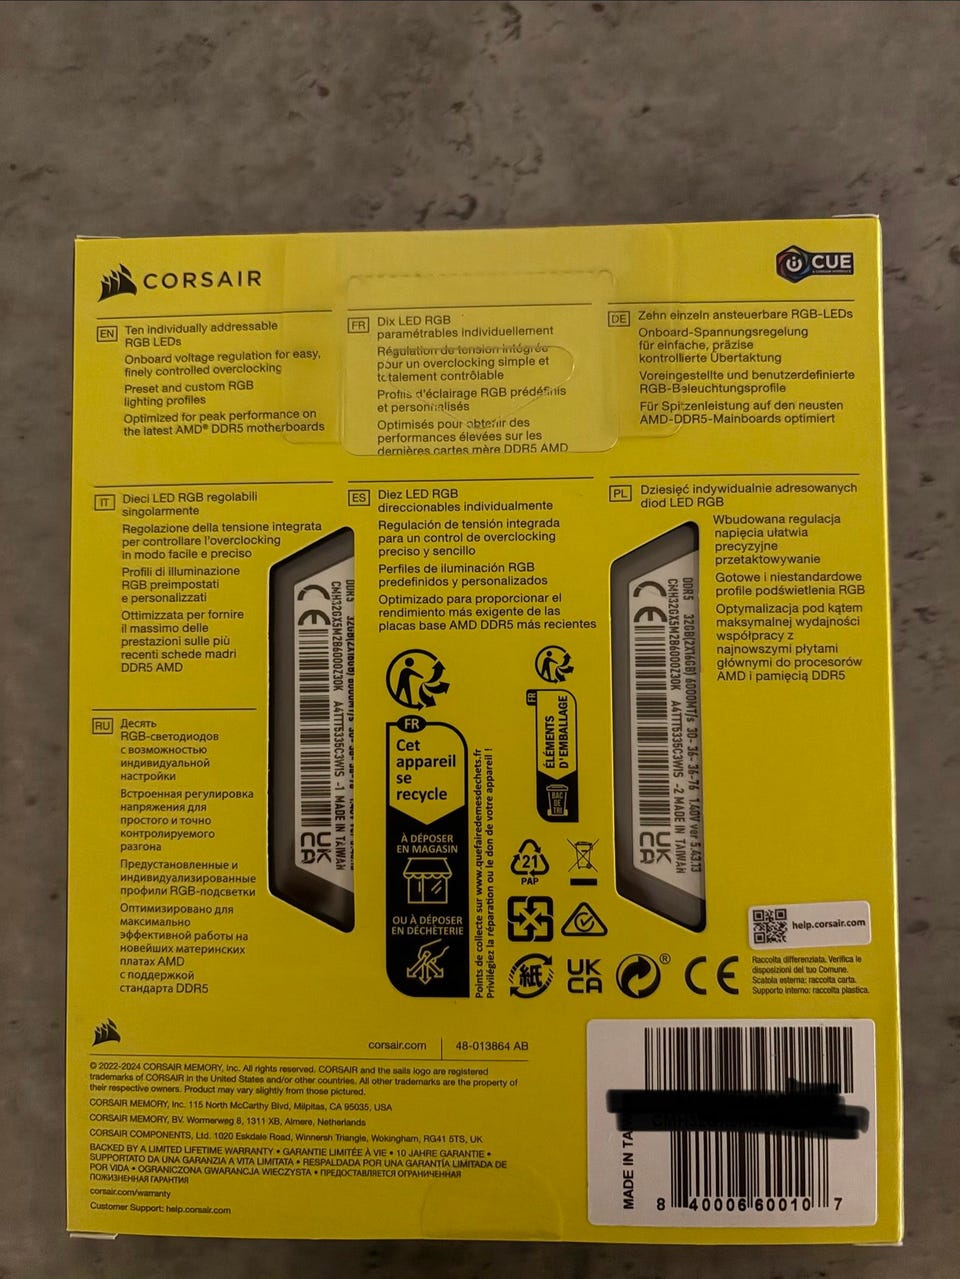 CORSAIR
CUE
EN
Ten individually addressable
RGB LEDs
Onboard voltage regulation for easy,
finely controlled overclocking
Preset and custom RGB
lighting profiles
Optimized for peak performance on
the latest AMD® DDR5 motherboards
FR
Dix LED RGB
paramétrables individuellement
Régulation de tension intégrée
pour un overclocking simple et
totalement contrôlable
Profils d'éclairage RGB prédéfinis
et personnalisés
Optimisés pour obtenir des
performances élevées sur les
dernières cartes mère DDR5 AMD
DE
Zehn einzeln ansteuerbare RGB-LEDs
Onboard-Spannungsregelung
für einfache, präzise
kontrollierte Übertaktung
Voreingestellte und benutzerdefinierte
RGB-Beleuchtungsprofile
Für Spitzenleistung auf den neusten
AMD-DDR5-Mainboards optimiert
IT
Dieci LED RGB regolabili
singolarmente
Regolazione della tensione integrata
per controllare l'overclocking
in modo facile e preciso
Profili di illuminazione
RGB preimpostati
e personalizzati
Ottimizzata per fornire
il massimo delle
prestazioni sulle più
recenti schede madri
DDR5 AMD
ES
Diez LED RGB
direccionables individualmente
Regulación de tensión integrada
para un control de overclocking
preciso y sencillo
Perfiles de iluminación RGB
predefinidos y personalizados
Optimizado para proporcionar el
rendimiento más exigente de las
placas base AMD DDR5 más recientes
PL
Dziesięć indywidualnie adresowanych
diod LED RGB
Wbudowana regulacja
napięcia ułatwia
precyzyjne
przetaktowywanie
Gotowe i niestandardowe
profile podświetlenia RGB
Optymalizacja pod kątem
maksymalnej wydajności
współpracy z
najnowszymi płytami
głównymi do procesorów
AMD i pamięcią DDR5
RU
Десять
RGB-светодиодов
с возможностью
индивидуальной
настройки
Встроенная регулировка
напряжения для
простого и точно
контролируемого
разгона
Предустановленные и
индивидуализированные
профили RGB-подсветки
Оптимизировано для
максимально
эффективной работы на
новейших материнских
платах AMD
с поддержкой
стандарта DDR5
CMH32GX5M2B6000Z30K A4TTT5335C3WIS -1 MADE IN TAIWAN
CE
UK
CA
DDR5 32GB(2X16GB) 6000MT/s 30-36-36-76 1.40V ver 5.43.13
CMH32GX5M2B6000Z30K A4TTT5335C3WIS -2 MADE IN TAIWAN
CE
UK
CA
FR
Cet
appareil
se
recycle
À DÉPOSER
EN MAGASIN
OU À DÉPOSER
EN DÉCHÈTERIE
Points de collecte sur www.quefairedemesdechets.fr
Privilégiez la réparation ou le don de votre appareil !
FR
ÉLÉMENTS
D'EMBALLAGE
BAC
DE
TRI
21
PAP
紙
UK
CA
®
CE
help.corsair.com
Raccolta differenziata. Verifica le
disposizioni del tuo Comune.
Scatola esterna: raccolta carta.
Supporto interno: raccolta plastica.
corsair.com
48-013864 AB
© 2022-2024 CORSAIR MEMORY, Inc. All rights reserved. CORSAIR and the sails logo are registered
trademarks of CORSAIR in the United States and/or other countries. All other trademarks are the property of
their respective owners. Product may vary slightly from those pictured.
CORSAIR MEMORY, Inc. 115 North McCarthy Blvd, Milpitas, CA 95035, USA
CORSAIR MEMORY, BV. Wormerweg 8, 1311 XB, Almere, Netherlands
CORSAIR COMPONENTS, Ltd. 1020 Eskdale Road, Winnersh Triangle, Wokingham, RG41 5TS, UK
BACKED BY A LIMITED LIFETIME WARRANTY • GARANTIE LIMITÉE À VIE • 10 JAHRE GARANTIE •
SUPPORTATO DA UNA GARANZIA A VITA LIMITATA • RESPALDADA POR UNA GARANTÍA LIMITADA DE
POR VIDA • OGRANICZONA GWARANCJA WIECZYSTA • ПРЕДОСТАВЛЯЕТСЯ ОГРАНИЧЕННАЯ
ПОЖИЗНЕННАЯ ГАРАНТИЯ
corsair.com/warranty
Customer Support: help.corsair.com
MADE IN TA
8 40006 60010 7